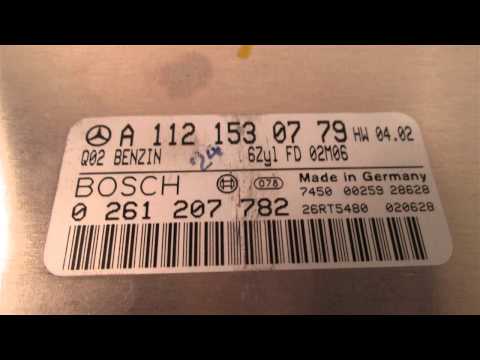 A 112 153 07 79 HW 04.02
Q02 BENZIN 6Zyl FD 02M06
BOSCH 078 Made in Germany
7450 00259 28628
0 261 207 782 26RT5480 020628